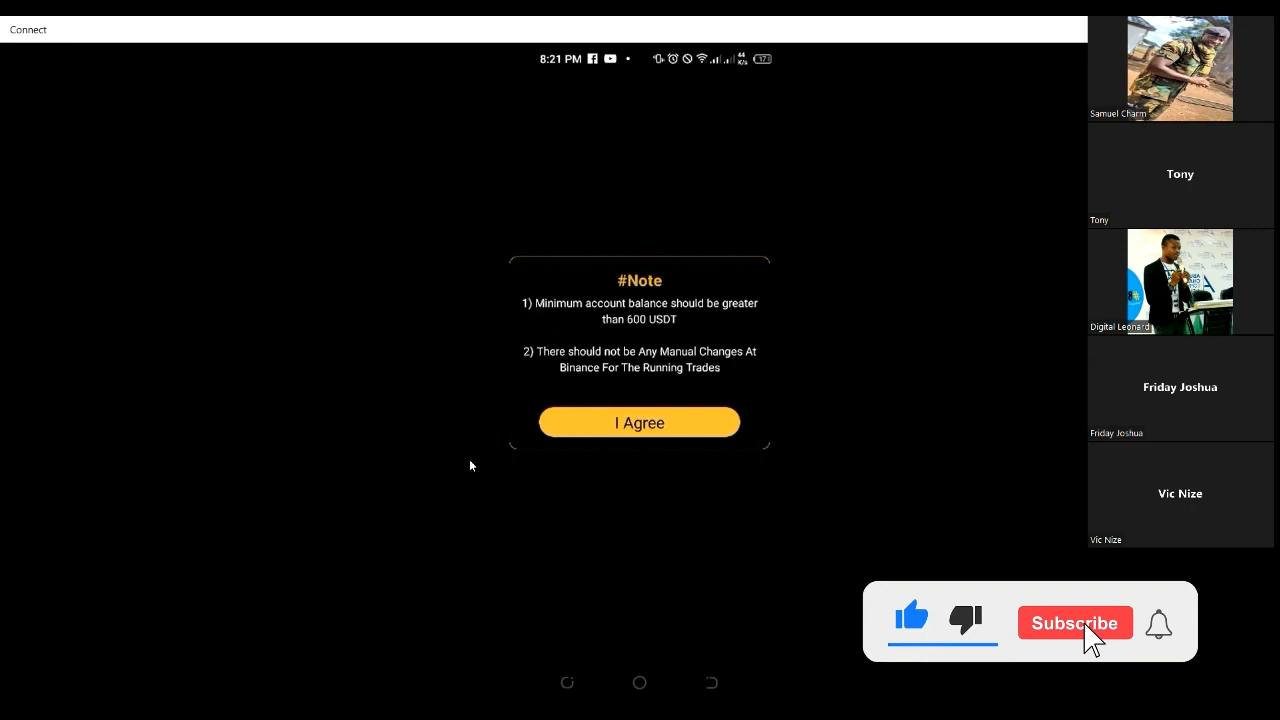 Connect
8:21 PM
44
K/s
17
#Note
1) Minimum account balance should be greater
than 600 USDT
2) There should not be Any Manual Changes At
Binance For The Running Trades
I Agree
Samuel Charm
Tony
Tony
Digital Leonard
Friday Joshua
Friday Joshua
Vic Nize
Vic Nize
Subscribe